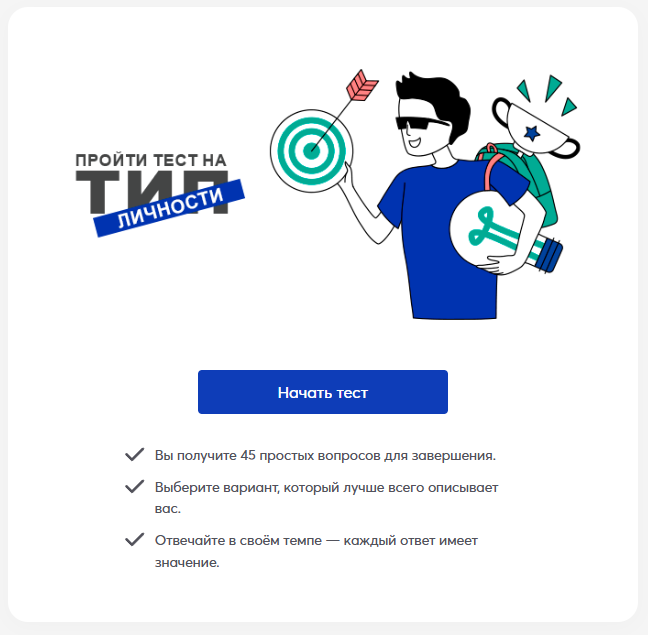 ПРОЙТИ ТЕСТ НА
ТИП
ЛИЧНОСТИ
Начать тест
Вы получите 45 простых вопросов для завершения.
Выберите вариант, который лучше всего описывает
вас.
Отвечайте в своём темпе — каждый ответ имеет
значение.